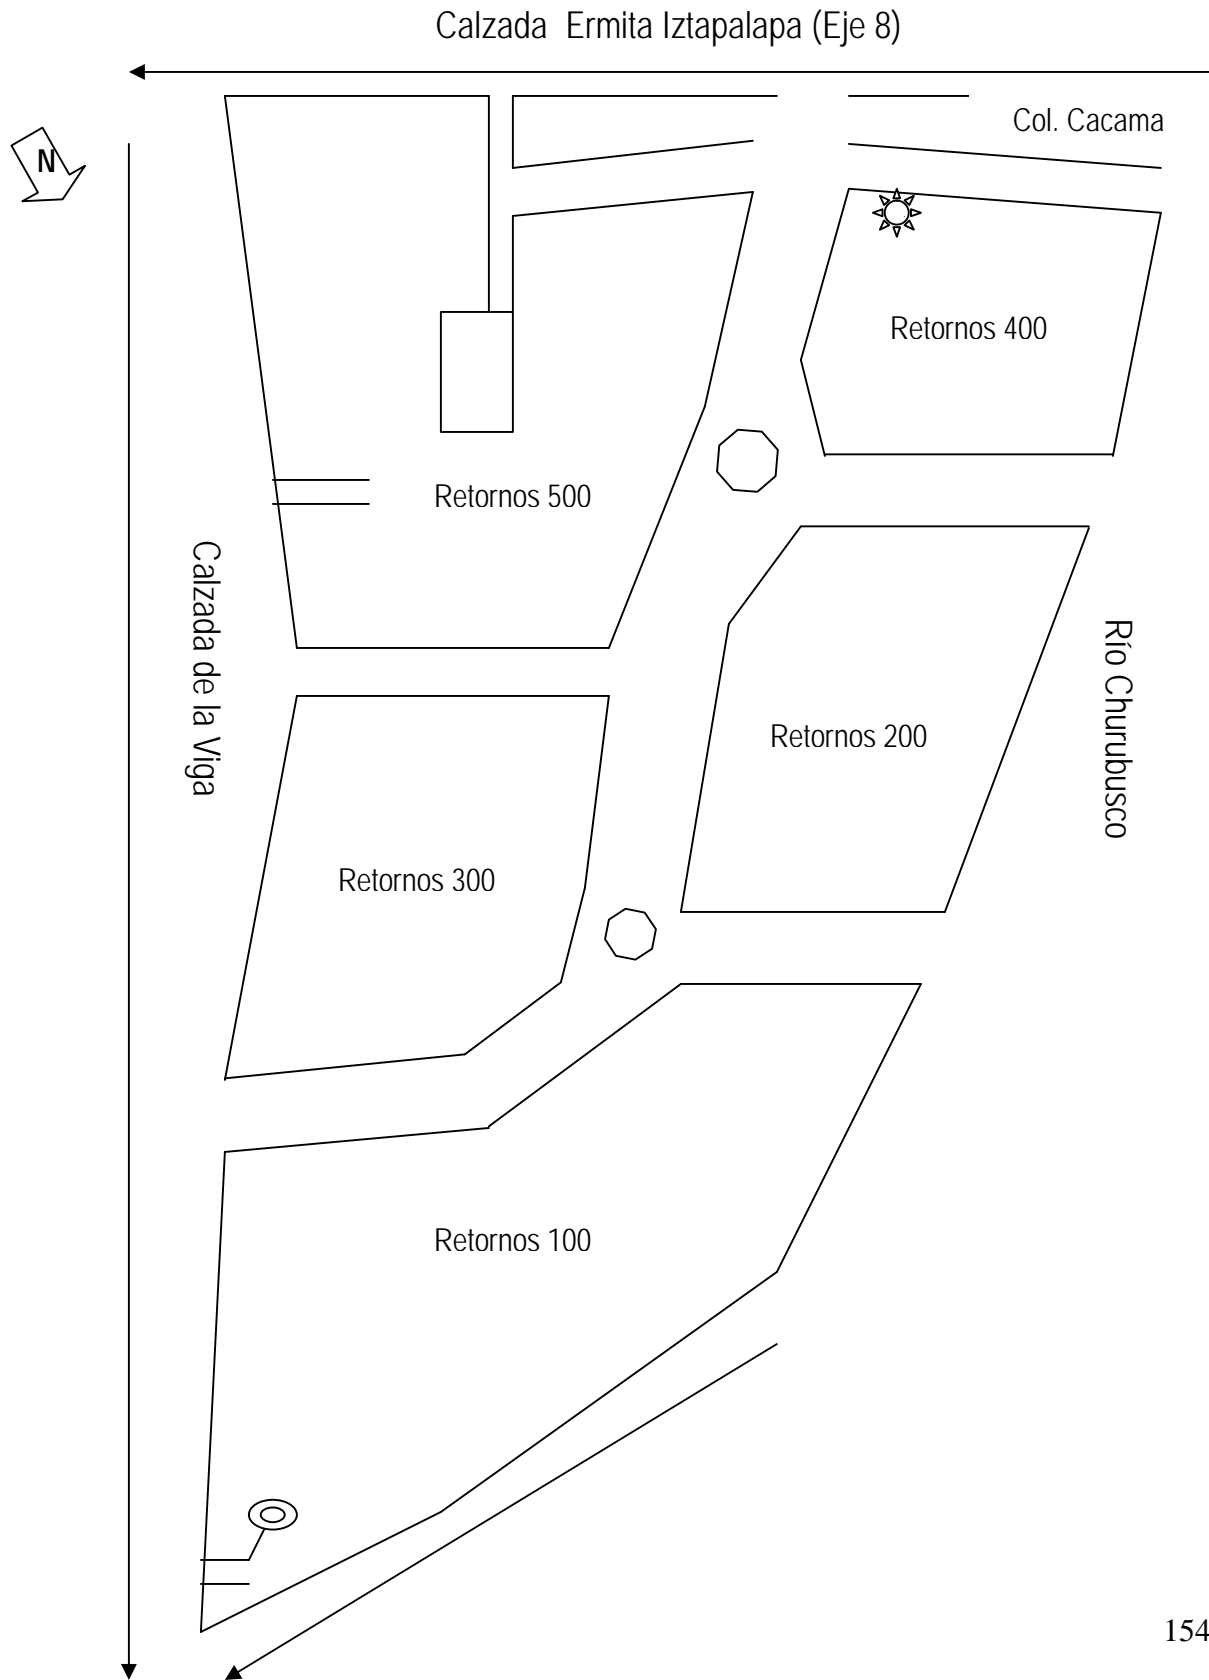 Calzada  Ermita Iztapalapa (Eje 8)
Col. Cacama
N
Retornos 400
Retornos 500
Calzada de la Viga
Río Churubusco
Retornos 200
Retornos 300
Retornos 100
154